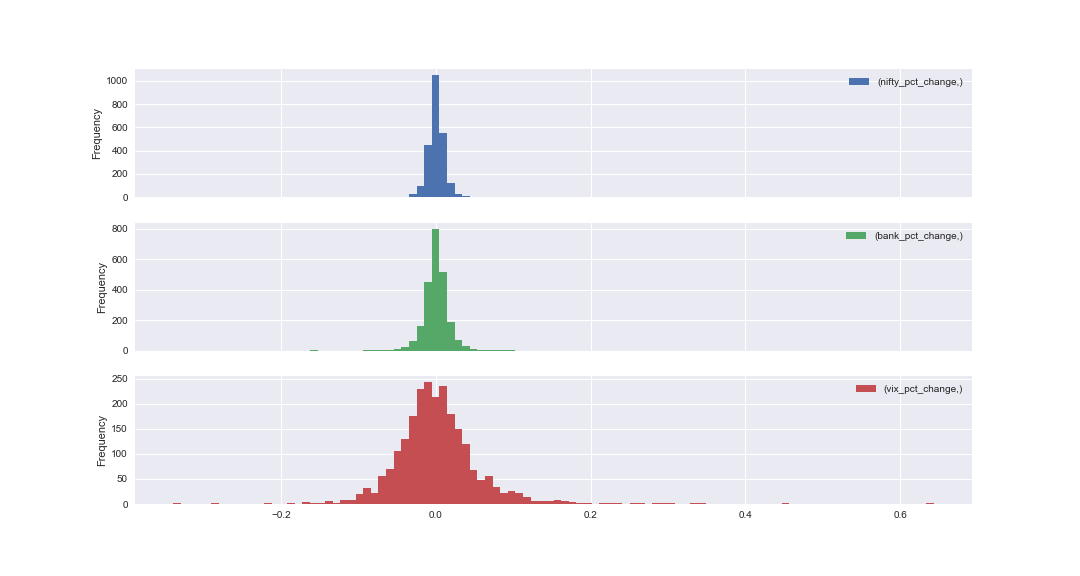 1000
800
600
400
200
0
Frequency
(nifty_pct_change,)
800
600
400
200
0
Frequency
(bank_pct_change,)
250
200
150
100
50
0
Frequency
(vix_pct_change,)
−0.2 0.0 0.2 0.4 0.6